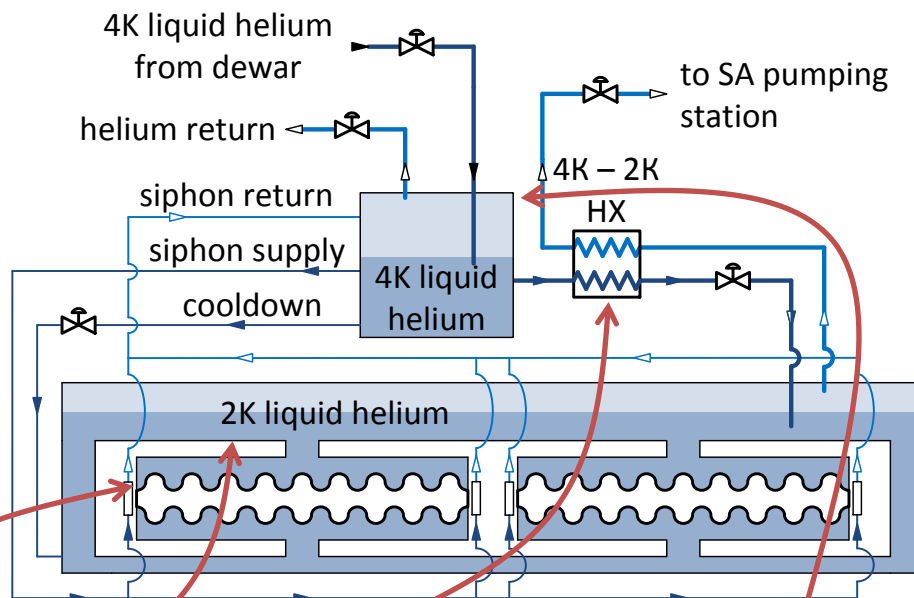 4K liquid helium
from dewar
to SA pumping
station
helium return
4K – 2K
HX
siphon return
siphon supply
4K liquid
helium
cooldown
2K liquid helium